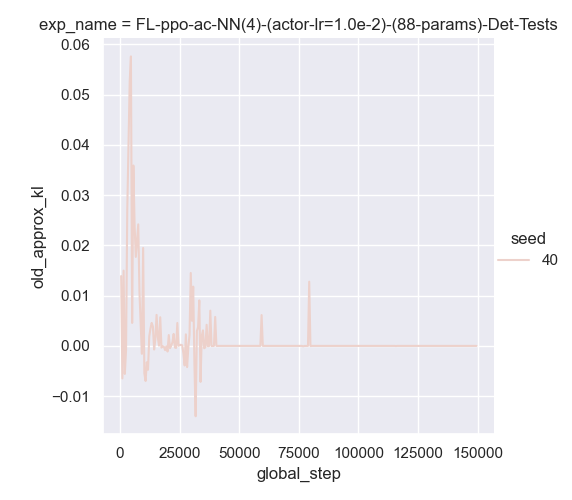 exp_name = FL-ppo-ac-NN(4)-(actor-lr=1.0e-2)-(88-params)-Det-Tests
0.06
0.05
0.04
0.03
0.02
0.01
0.00
−0.01
old_approx_kl
seed
40
0 25000 50000 75000 100000 125000 150000
global_step